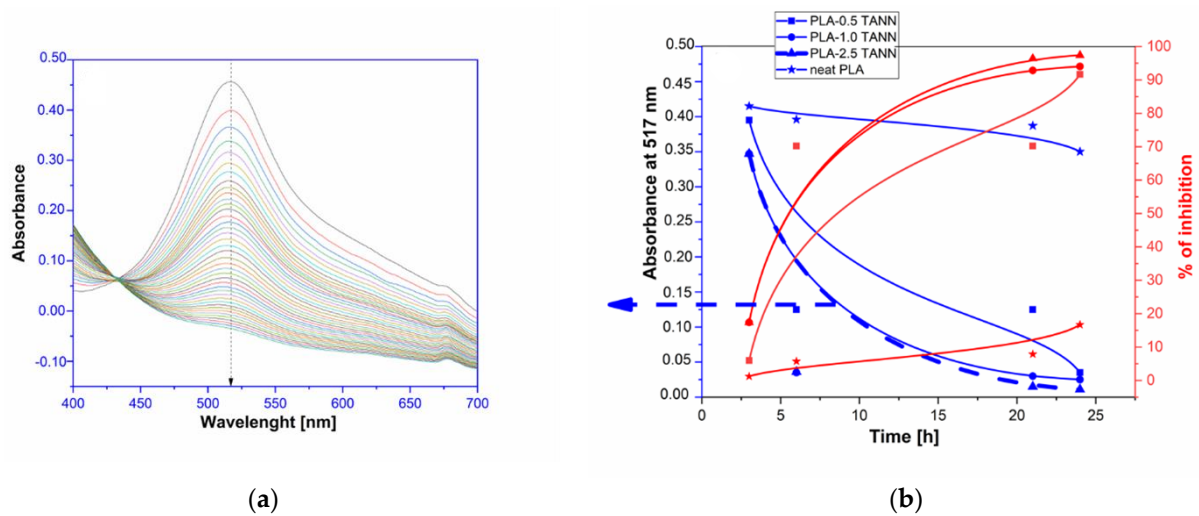 0.50
0.40
0.30
0.20
0.10
0.00
-0.10
Absorbance
400 450 500 550 600 650 700
Wavelenght [nm]
(a)
PLA-0.5 TANN
PLA-1.0 TANN
PLA-2.5 TANN
neat PLA
0.50
0.45
0.40
0.35
0.30
0.25
0.20
0.15
0.10
0.05
0.00
Absorbance at 517 nm
0 5 10 15 20 25
Time [h]
100
90
80
70
60
50
40
30
20
10
0
% of inhibition
(b)